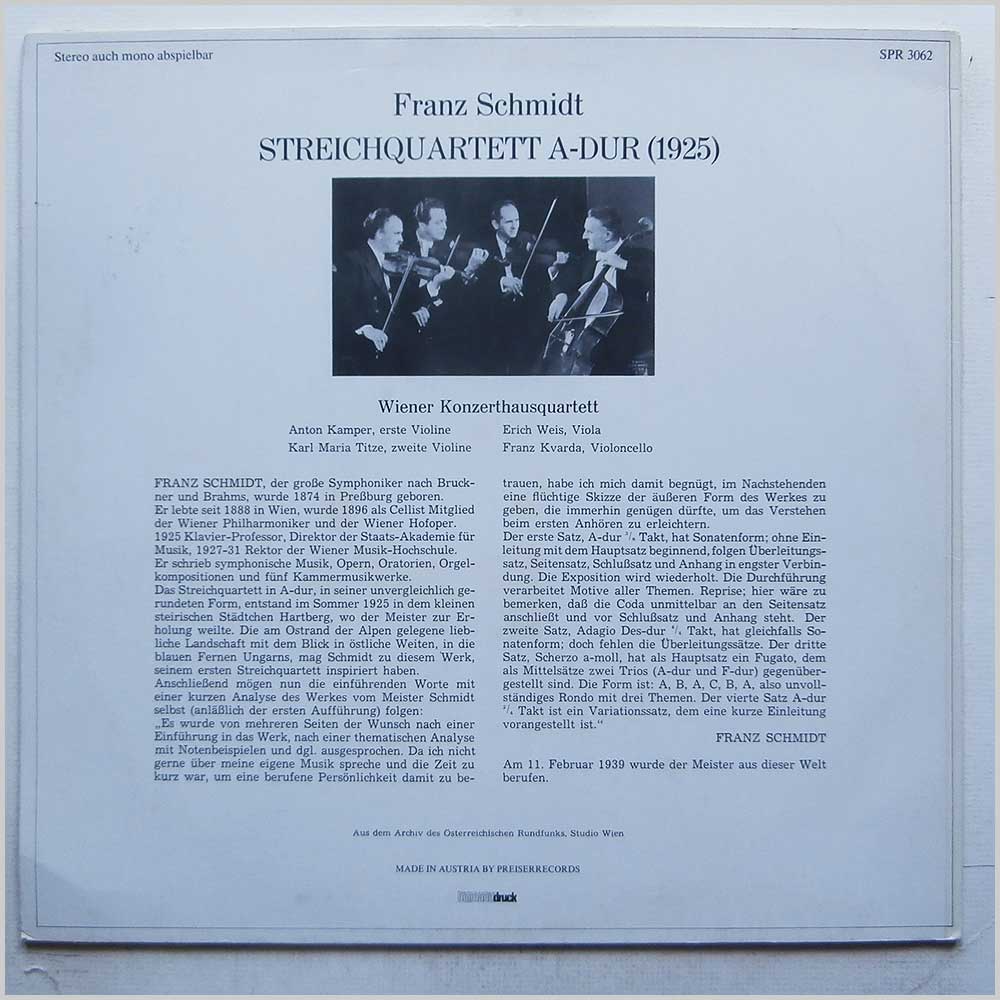 Stereo auch mono abspielbar
SPR 3062
Franz Schmidt
STREICHQUARTETT A-DUR (1925)
Wiener Konzerthausquartett
Anton Kamper, erste Violine
Karl Maria Titze, zweite Violine
Erich Weis, Viola
Franz Kvarda, Violoncello
FRANZ SCHMIDT, der große Symphoniker nach Bruck-
ner und Brahms, wurde 1874 in Preßburg geboren.
Er lebte seit 1888 in Wien, wurde 1896 als Cellist Mitglied
der Wiener Philharmoniker und der Wiener Hofoper.
1925 Klavier-Professor, Direktor der Staats-Akademie für
Musik, 1927-31 Rektor der Wiener Musik-Hochschule.
Er schrieb symphonische Musik, Opern, Oratorien, Orgel-
kompositionen und fünf Kammermusikwerke.
Das Streichquartett in A-dur, in seiner unvergleichlich ge-
rundeten Form, entstand im Sommer 1925 in dem kleinen
steirischen Städtchen Hartberg, wo der Meister zur Er-
holung weilte. Die am Ostrand der Alpen gelegene lieb-
liche Landschaft mit dem Blick in östliche Weiten, in die
blauen Fernen Ungarns, mag Schmidt zu diesem Werk,
seinem ersten Streichquartett inspiriert haben.
Anschließend mögen nun die einführenden Worte mit
einer kurzen Analyse des Werkes von Meister Schmidt
selbst (anläßlich der ersten Aufführung) folgen:
„Es wurde von mehreren Seiten der Wunsch nach einer
Einführung in das Werk, nach einer thematischen Analyse
mit Notenbeispielen und dgl. ausgesprochen. Da ich nicht
gerne über meine eigene Musik spreche und die Zeit zu
kurz war, um eine berufene Persönlichkeit damit zu be-
trauen, habe ich mich damit begnügt, im Nachstehenden
eine flüchtige Skizze der äußeren Form des Werkes zu
geben, die immerhin genügen dürfte, um das Verstehen
beim ersten Anhören zu erleichtern.
Der erste Satz, A-dur Takt, hat Sonatenform; ohne Ein-
leitung mit dem Hauptsatz beginnend, folgen Überleitungs-
satz, Seitensatz, Schlußsatz und Anhang in engster Verbin-
dung. Die Exposition wird wiederholt. Die Durchführung
verarbeitet Motive aller Themen. Reprise; hier wäre zu
bemerken, daß die Coda unmittelbar an den Seitensatz
anschließt und vor Schlußsatz und Anhang steht. Der
zweite Satz, Adagio Des-dur Takt, hat gleichfalls So-
natenform; doch fehlen die Überleitungssätze. Der dritte
Satz, Scherzo a-moll, hat als Hauptsatz ein Fugato, dem
als Mittelsätze zwei Trios (A-dur und F-dur) gegenüber-
gestellt sind. Die Form ist: A, B, A, C, B, A, also unvoll-
ständiges Rondo mit drei Themen. Der vierte Satz A-dur
Takt ist ein Variationssatz, dem eine kurze Einleitung
vorangestellt ist.“
FRANZ SCHMIDT
Am 11. Februar 1939 wurde der Meister aus dieser Welt
berufen.
Aus dem Archiv des Österreichischen Rundfunks, Studio Wien
MADE IN AUSTRIA BY PREISERRECORDS
druck